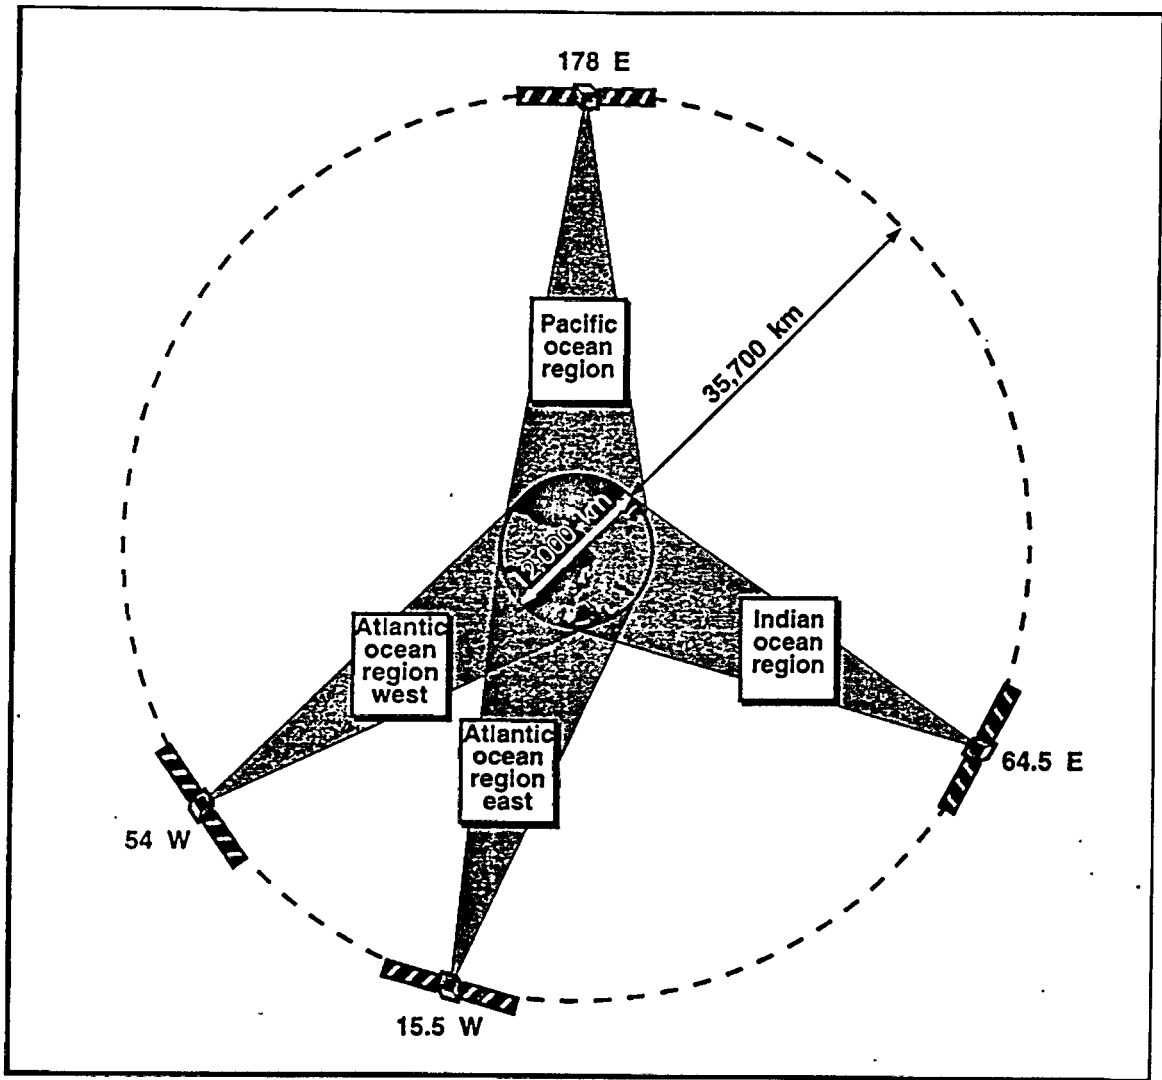 178 E
Pacific
ocean
region
35,700 km
12,000 km
Atlantic
ocean
region
west
Indian
ocean
region
Atlantic
ocean
region
east
64.5 E
54 W
15.5 W